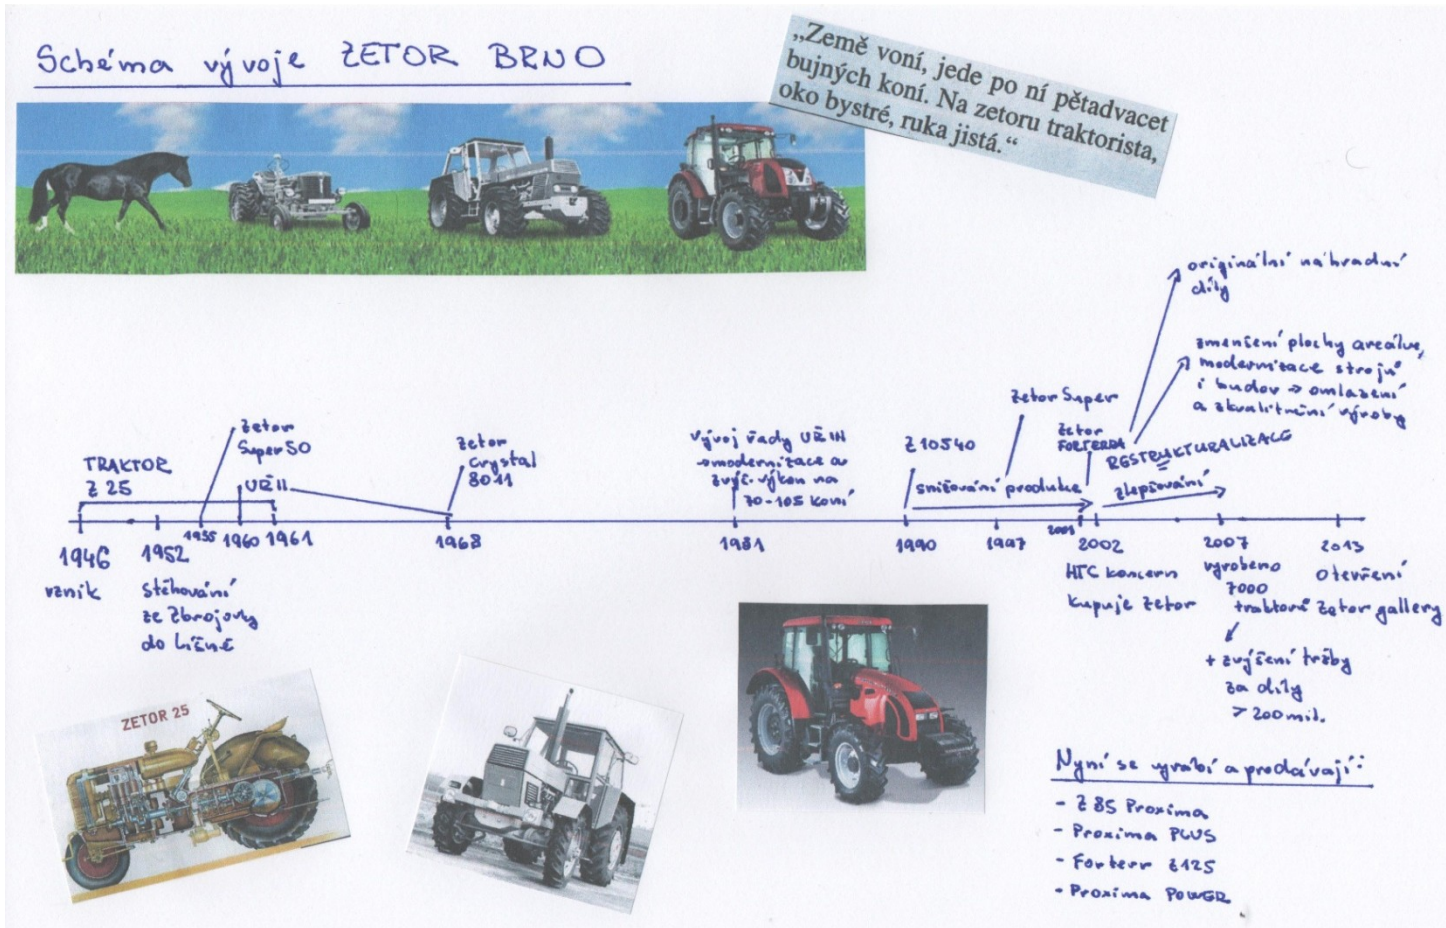 Schéma vývoje ZETOR BRNO
„Země voní, jede po ní pětadvacet
bujných koní. Na zetoru traktorista,
oko bystré, ruka jistá.“
originální náhradní
díly
zmenšení plochy areálu,
modernizace strojů
i budov → omlazení
a zkvalitnění výroby
RESTRUKTURALIZACE
zlepšování
Zetor Super
Zetor
FORTERRA
Z 10540
snižování produkce
Vývoj řady UŘ III
→ modernizace a
zvýš. výkon na
70-105 koní
Zetor
Crystal
8011
Zetor
Super 50
UŘ II
TRAKTOR
Z 25
1946
vznik
1952
stěhování
ze Zbrojovky
do Líšně
1955
1960
1961
1968
1981
1990
1997
2001
2002
HTC koncern
kupuje Zetor
2007
vyrobeno
7000
traktorů
+ zvýšení tržby
za díly
> 200 mil.
2013
otevření
Zetor gallery
ZETOR 25
Nyní se vyrábí a prodávají:
- Z 85 Proxima
- Proxima PLUS
- Forterr 125
- Proxima POWER